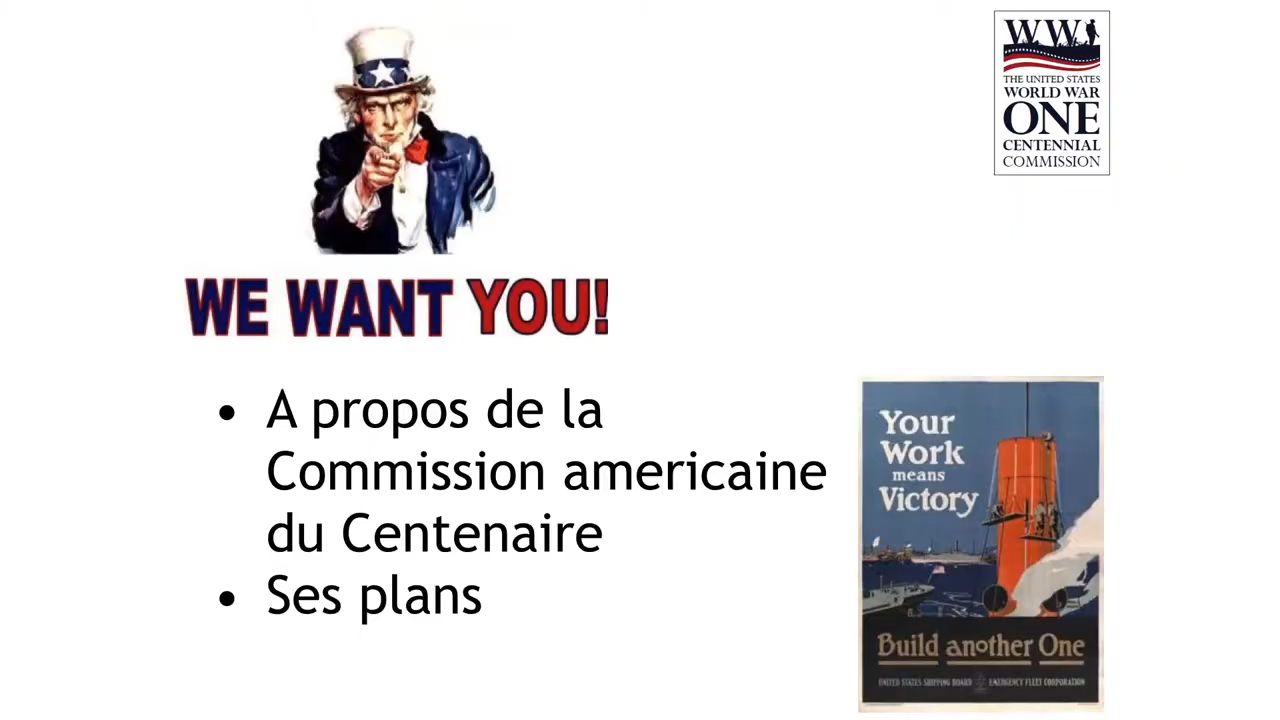 WW1
THE UNITED STATES
WORLD WAR
ONE
CENTENNIAL
COMMISSION
WE WANT YOU!
• A propos de la
Commission americaine
du Centenaire
• Ses plans
Your
Work
means
Victory
Build another One
UNITED STATES SHIPPING BOARD EMERGENCY FLEET CORPORATION